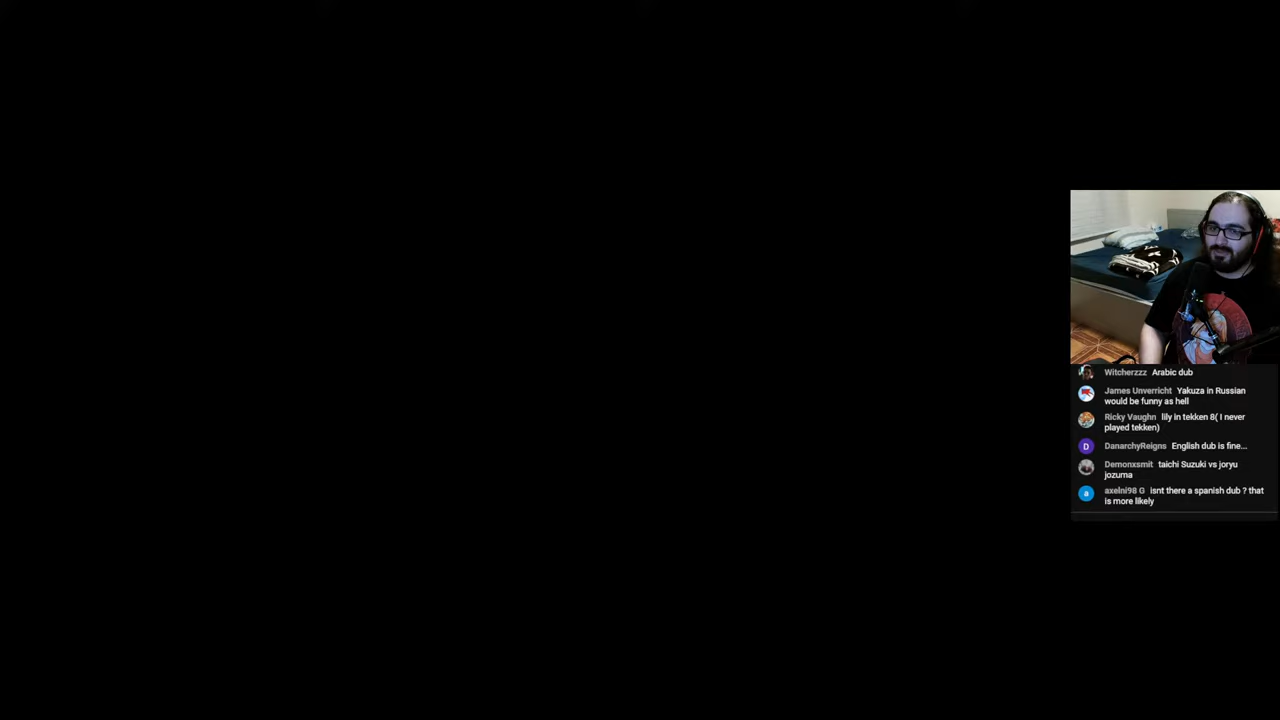 Witcherzzz Arabic dub
James Unverricht Yakuza in Russian
would be funny as hell
Ricky Vaughn lily in tekken 8( I never
played tekken)
D DanarchyReigns English dub is fine...
Demonxsmit taichi Suzuki vs joryu
jozuma
a axelni98 G isnt there a spanish dub ? that
is more likely